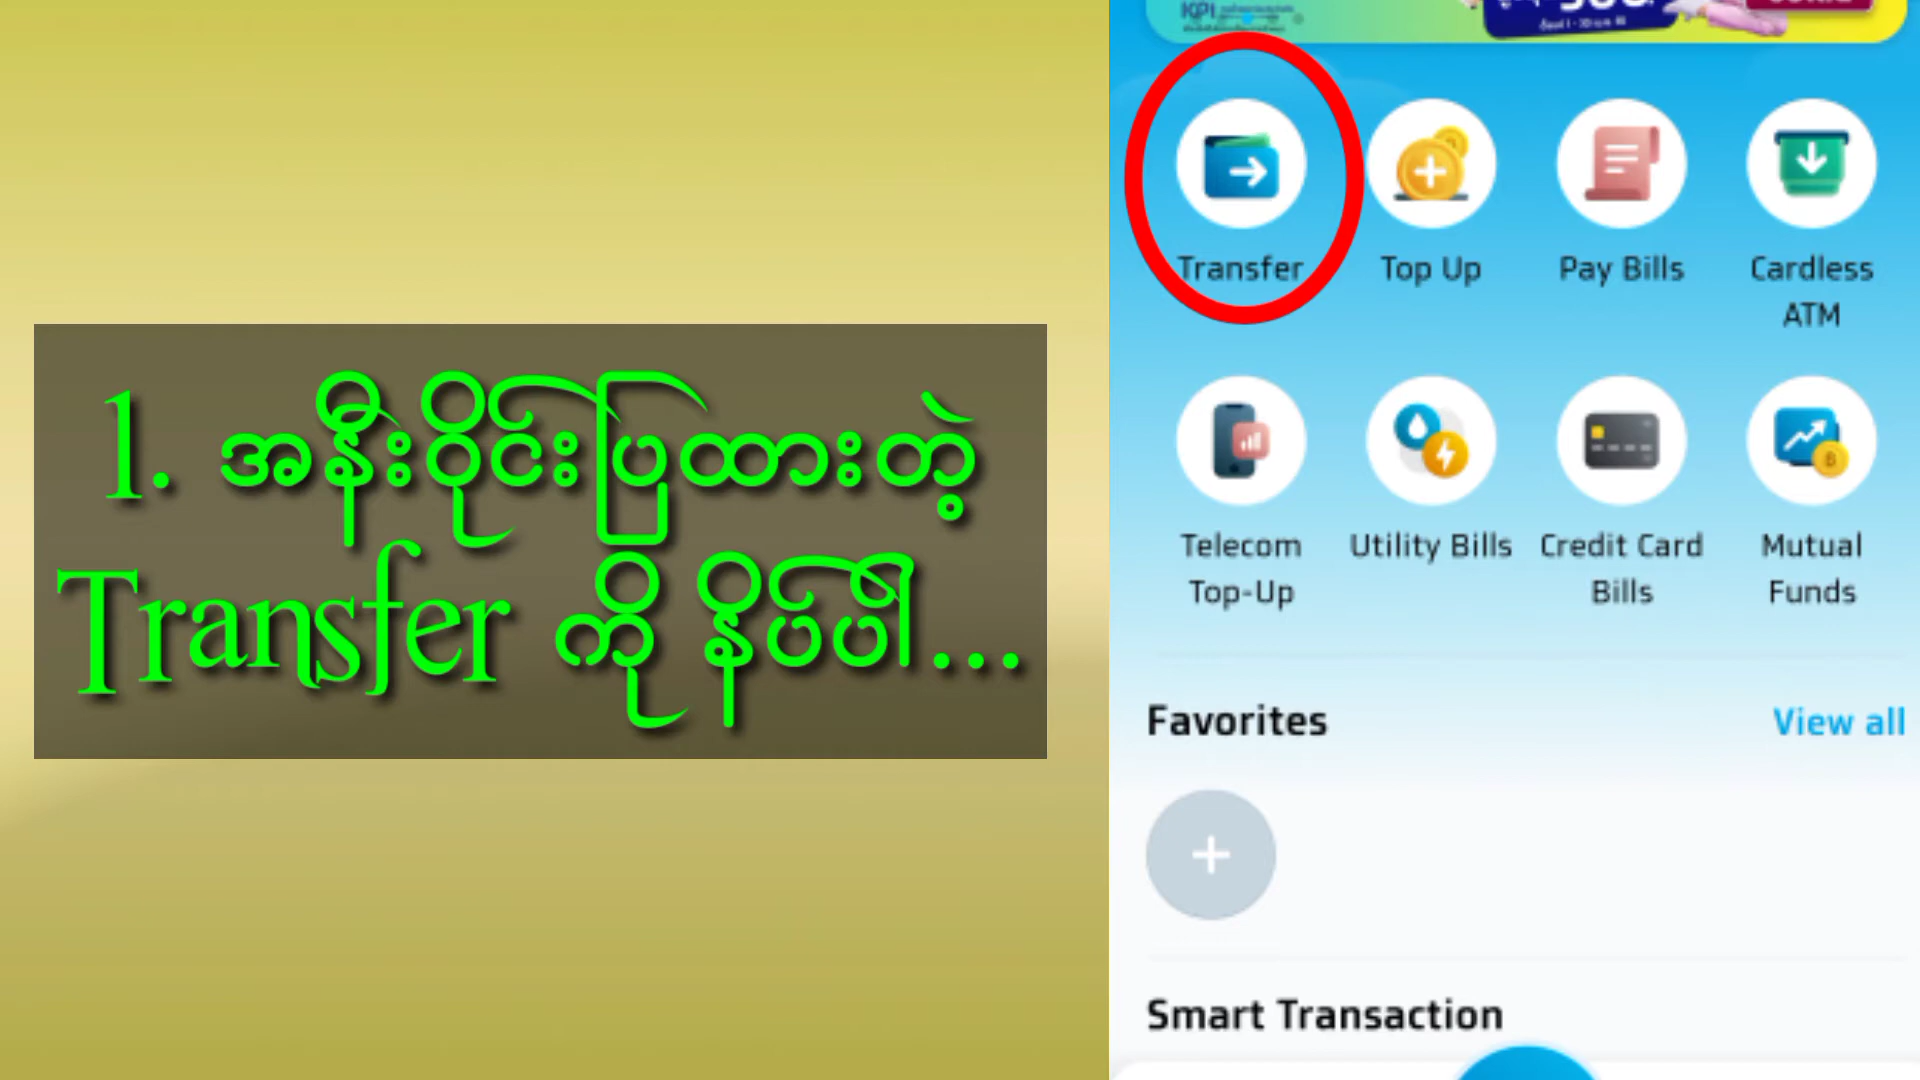 1. အနီးဝိုင်းပြထားတဲ့
Transfer ကို နှိပ်ပါ...
KPI
Transfer
Top Up
Pay Bills
Cardless
ATM
Telecom
Top-Up
Utility Bills
Credit Card
Bills
Mutual
Funds
Favorites
View all
Smart Transaction